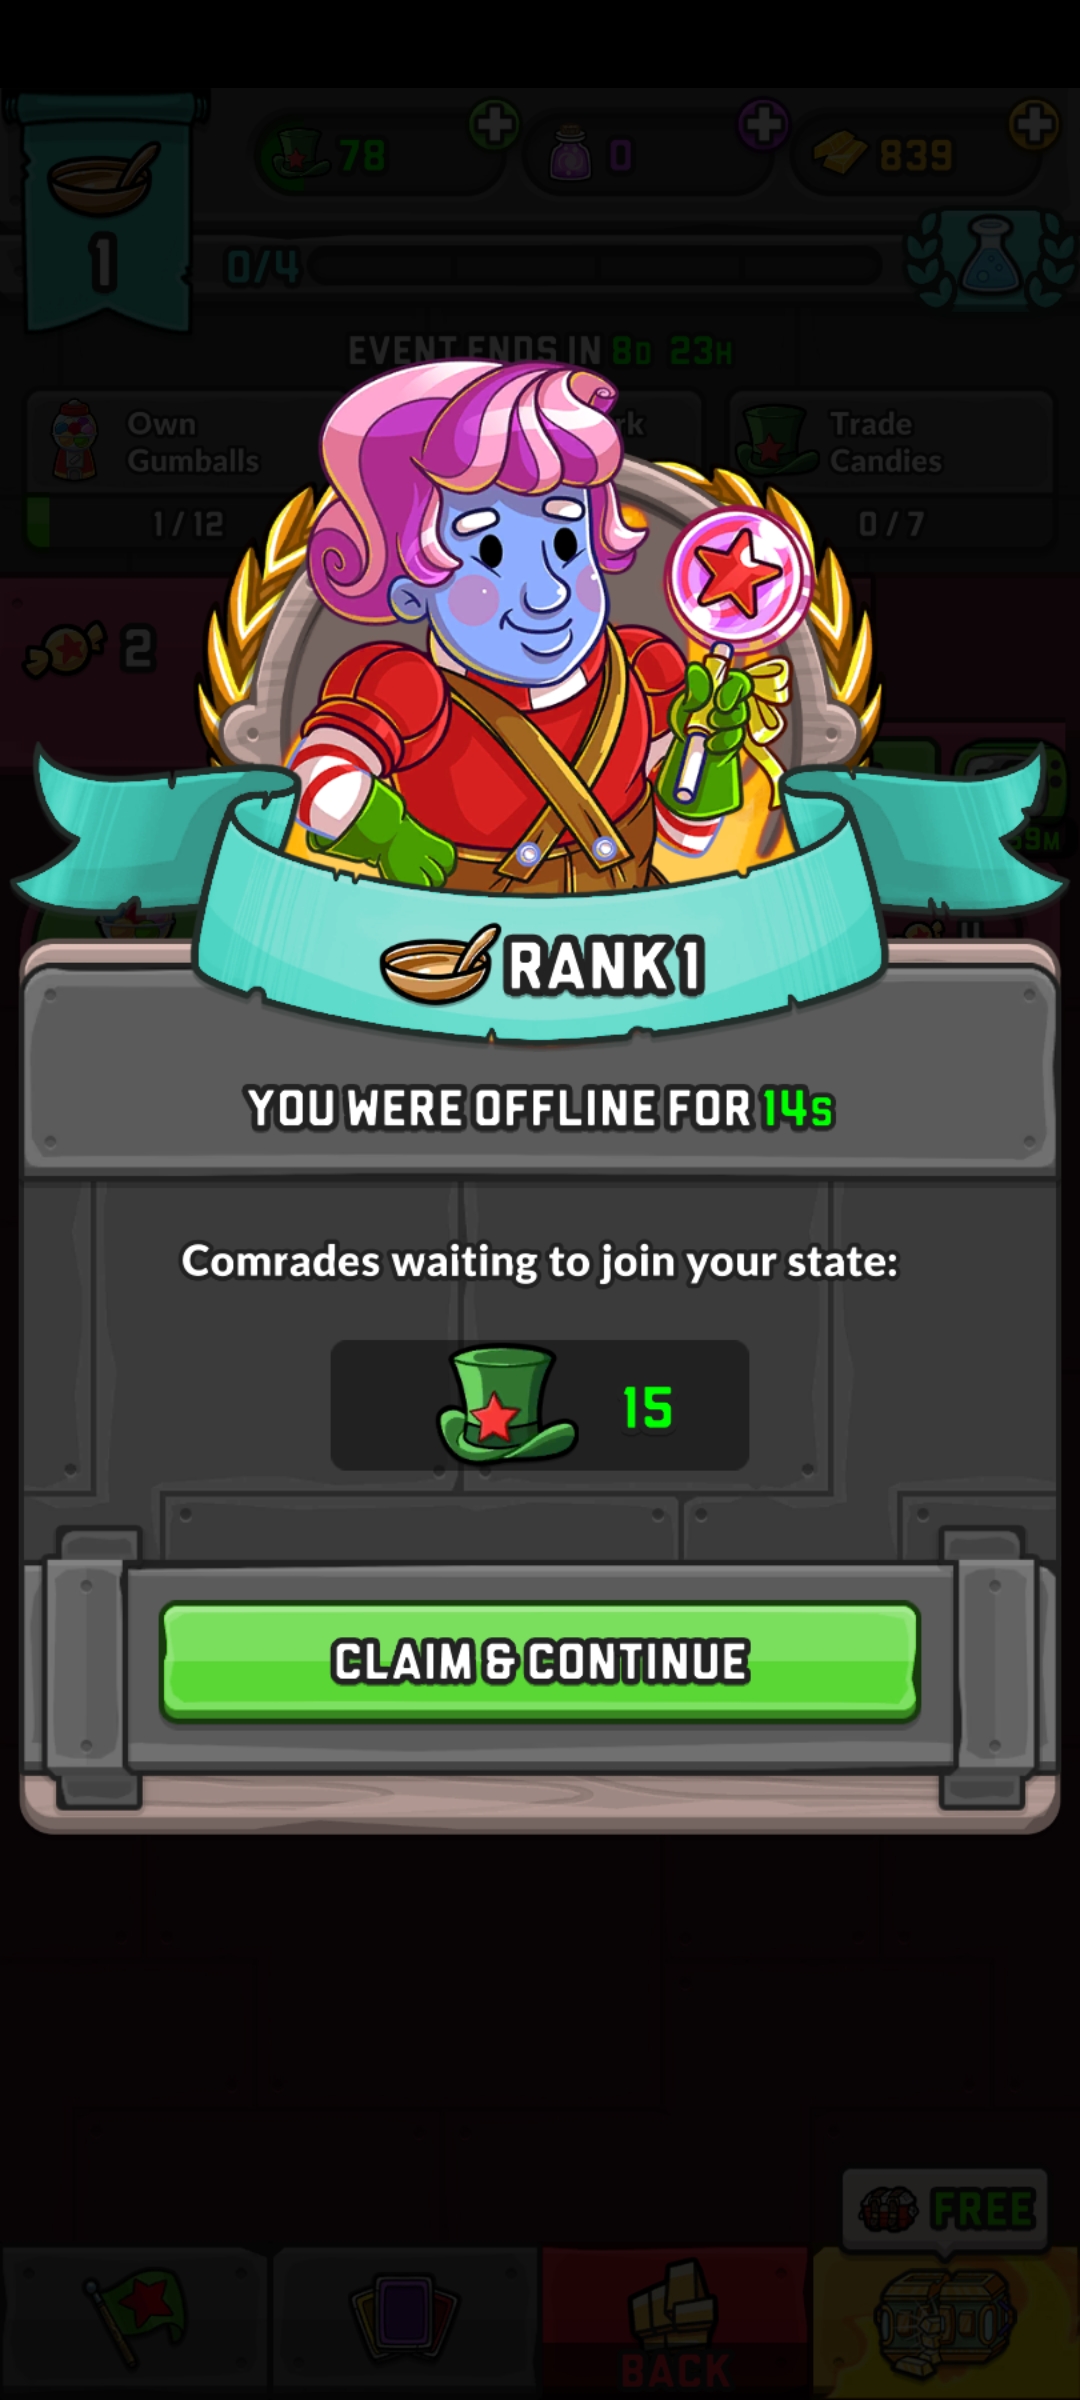 78
0
839
1
0/4
EVENT ENDS IN 8D 23H
Own
Gumballs
1/12
Trade
Candies
0/7
2
RANK 1
YOU WERE OFFLINE FOR 14S
Comrades waiting to join your state:
15
CLAIM & CONTINUE
FREE
BACK